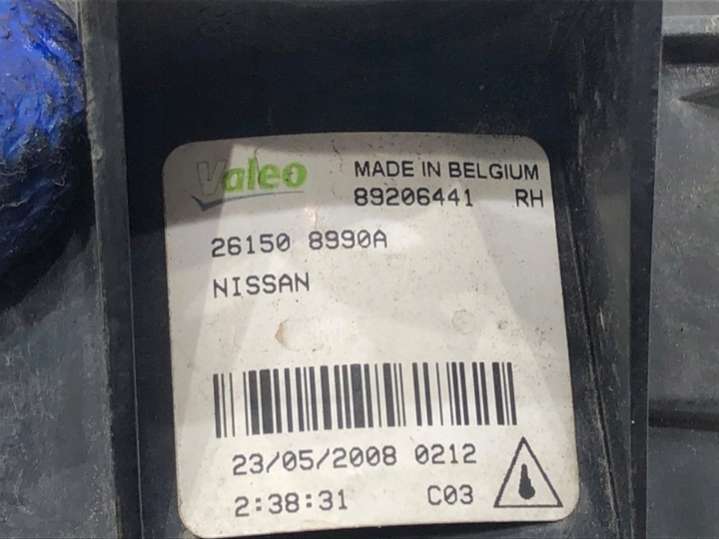 Valeo MADE IN BELGIUM
89206441 RH
26150 8990A
NISSAN
23/05/2008 0212
2:38:31 C03